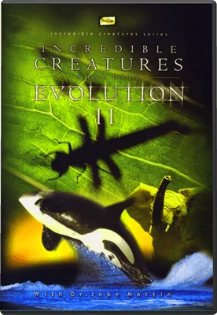 incredible creatures series
INCREDIBLE
CREATURES
EVOLUTION
II
With Dr Jobe Martin